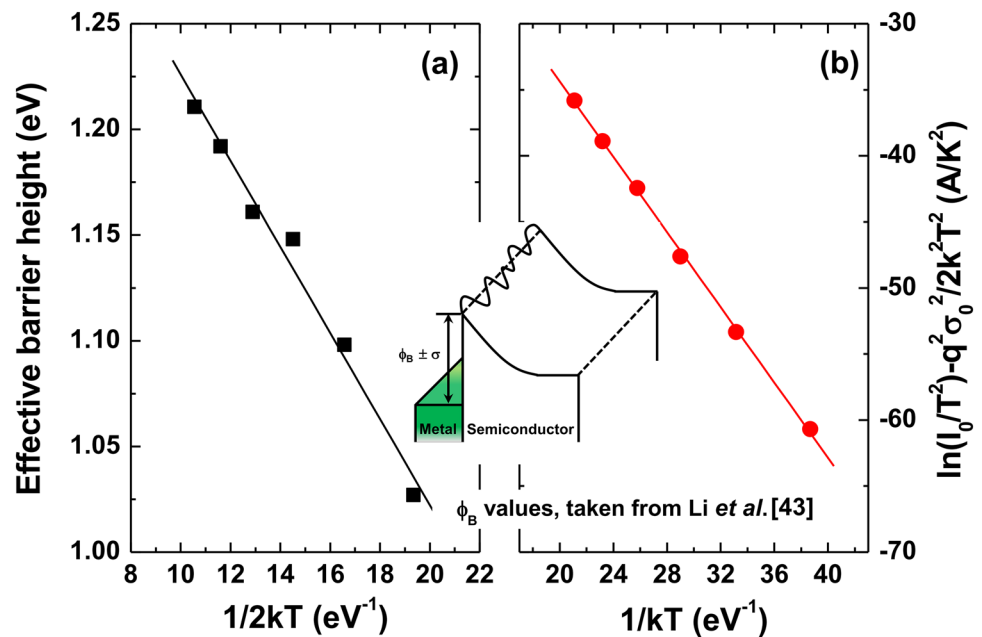 Effective barrier height (eV)
1.25
1.20
1.15
1.10
1.05
1.00
(a)
8 10 12 14 16 18 20 22
1/2kT (eV⁻¹)
(b)
-30
-40
-50
-60
-70
20 24 28 32 36 40
1/kT (eV⁻¹)
ln(I₀/T²)-q²σ₀²/2k²T² (A/K²)
ϕB ± σ
Metal Semiconductor
ϕB values, taken from Li et al.[43]